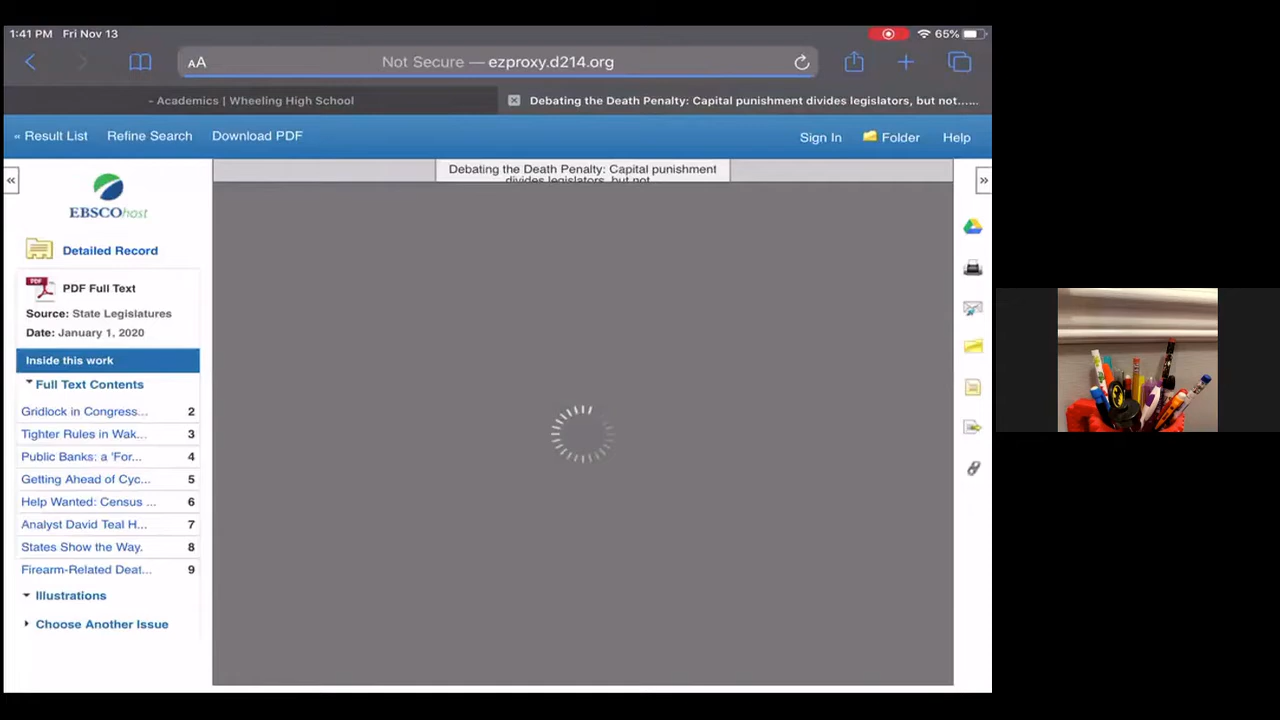 1:41 PM Fri Nov 13
65%
AA
Not Secure — ezproxy.d214.org
- Academics | Wheeling High School
Debating the Death Penalty: Capital punishment divides legislators, but not......
« Result List
Refine Search
Download PDF
Sign In
Folder
Help
Debating the Death Penalty: Capital punishment
divides legislators, but not
«
»
EBSCOhost
Detailed Record
PDF
PDF Full Text
Source: State Legislatures
Date: January 1, 2020
Inside this work
Full Text Contents
Gridlock in Congress... 2
Tighter Rules in Wak... 3
Public Banks: a 'For... 4
Getting Ahead of Cyc... 5
Help Wanted: Census ... 6
Analyst David Teal H... 7
States Show the Way. 8
Firearm-Related Deat... 9
Illustrations
Choose Another Issue